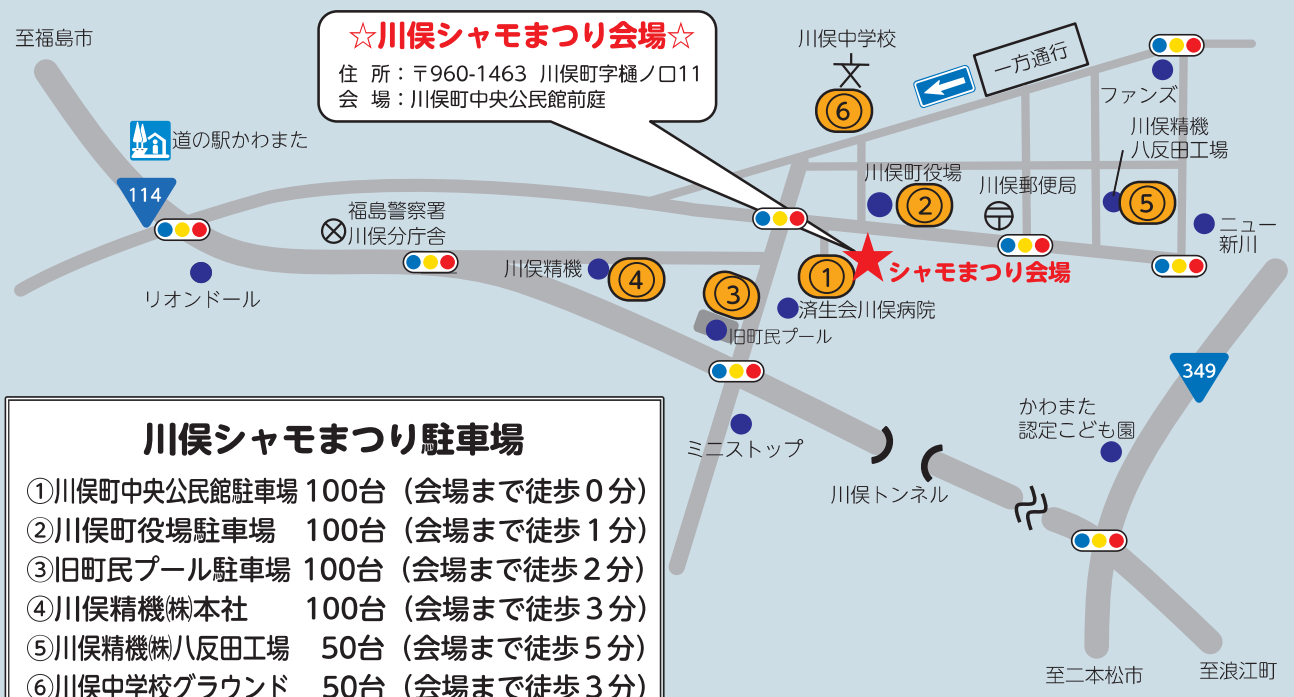 至福島市
☆川俣シャモまつり会場☆
住 所：〒960-1463 川俣町字樋ノ口11
会 場：川俣町中央公民館前庭
川俣中学校
⑥
一方通行
ファンズ
川俣精機
八反田工場
道の駅かわまた
114
福島警察署
川俣分庁舎
川俣町役場
②
川俣郵便局
⑤
ニュー
新川
リオンドール
川俣精機
④
③
①
シャモまつり会場
済生会川俣病院
旧町民プール
349
かわまた
認定こども園
ミニストップ
川俣トンネル
至二本松市
至浪江町
川俣シャモまつり駐車場
①川俣町中央公民館駐車場 100台（会場まで徒歩0分）
②川俣町役場駐車場 100台（会場まで徒歩1分）
③旧町民プール駐車場 100台（会場まで徒歩2分）
④川俣精機㈱本社 100台（会場まで徒歩3分）
⑤川俣精機㈱八反田工場 50台（会場まで徒歩5分）
⑥川俣中学校グラウンド 50台（会場まで徒歩3分）